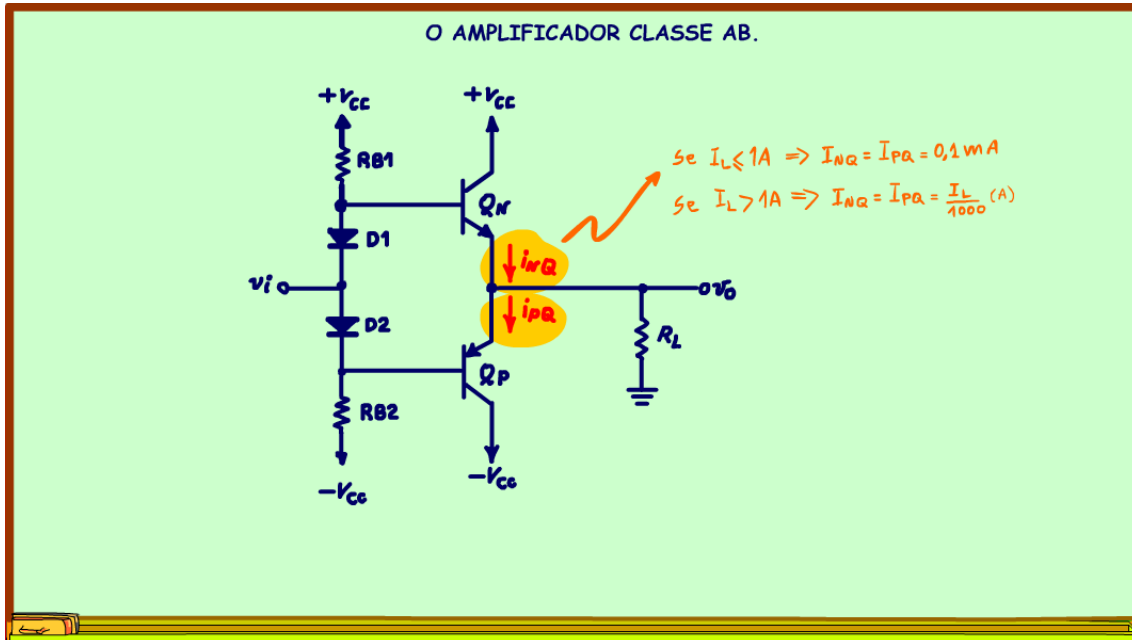 O AMPLIFICADOR CLASSE AB.
+VCC
+VCC
RB1
QN
D1
iNQ
vi
vo
iPQ
D2
RL
QP
RB2
-VCC
-VCC
Se IL ≤ 1A => INQ = IPQ = 0,1 mA
Se IL > 1A => INQ = IPQ = IL/1000 (A)